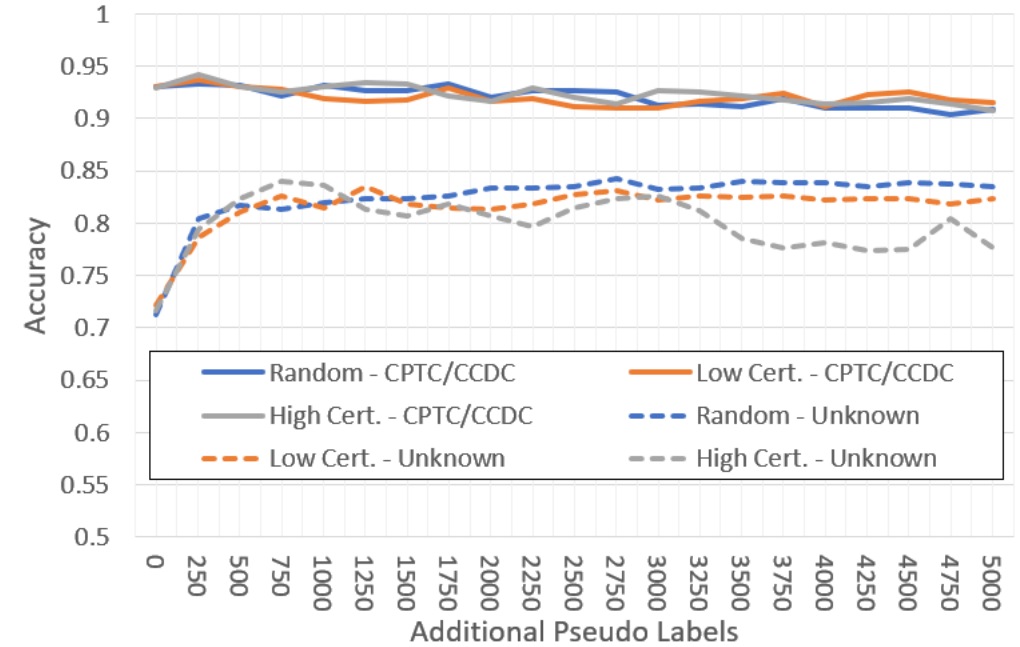 1
0.95
0.9
0.85
0.8
0.75
0.7
0.65
0.6
0.55
0.5
Accuracy
Random - CPTC/CCDC Low Cert. - CPTC/CCDC
High Cert. - CPTC/CCDC Random - Unknown
Low Cert. - Unknown High Cert. - Unknown
0 250 500 750 1000 1250 1500 1750 2000 2250 2500 2750 3000 3250 3500 3750 4000 4250 4500 4750 5000
Additional Pseudo Labels